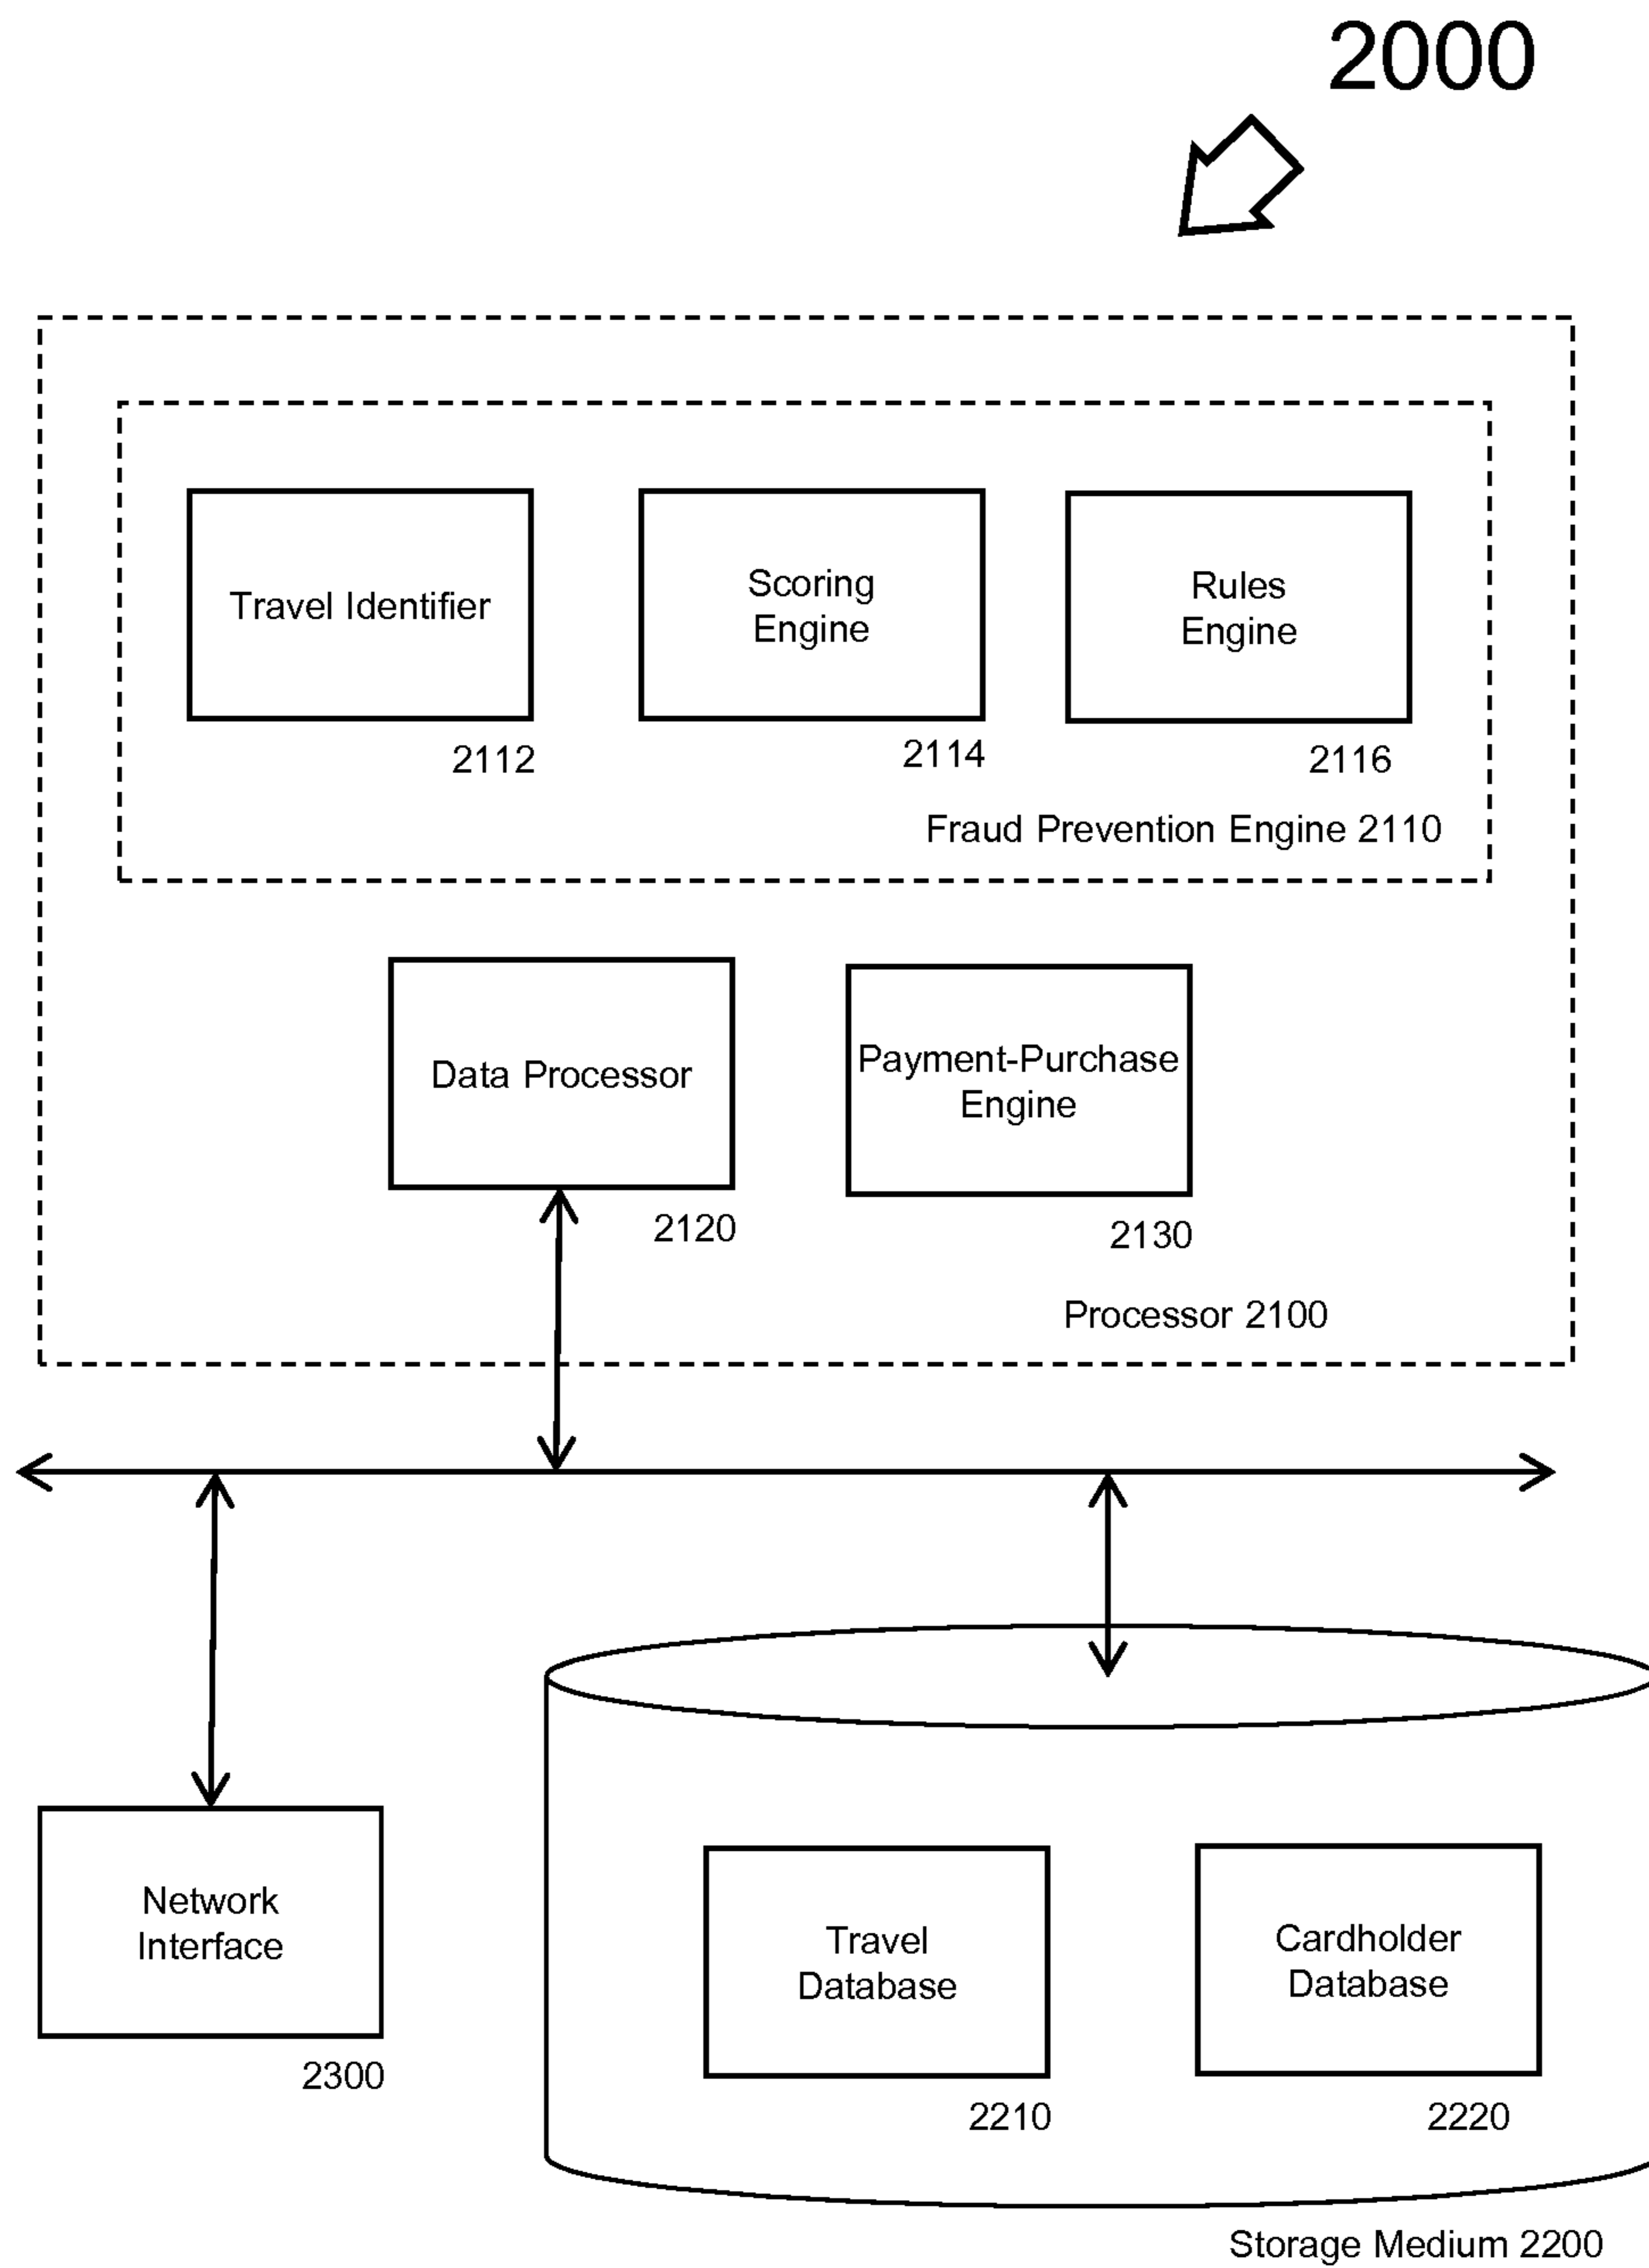 2000
Travel Identifier
2112
Scoring
Engine
2114
Rules
Engine
2116
Fraud Prevention Engine 2110
Data Processor
2120
Payment-Purchase
Engine
2130
Processor 2100
Network
Interface
2300
Travel
Database
2210
Cardholder
Database
2220
Storage Medium 2200